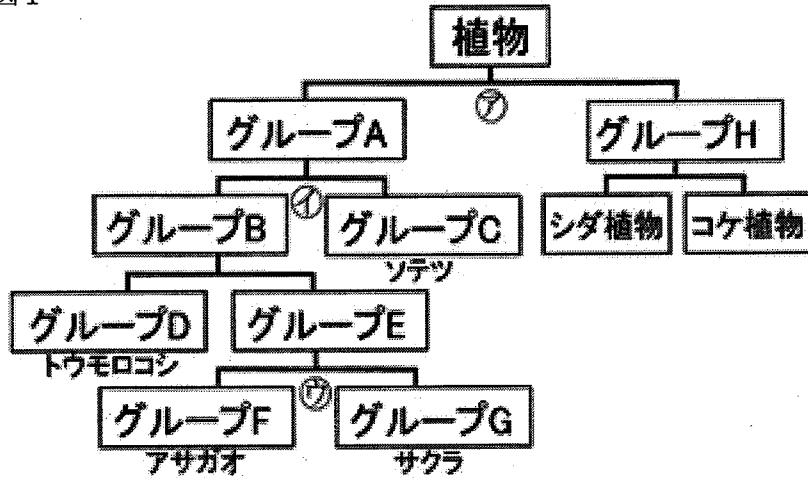 図1
植物
㋐
グループA
グループH
㋑
グループB
グループC
シダ植物
コケ植物
ソテツ
グループD
グループE
トウモロコシ
㋒
グループF
グループG
アサガオ
サクラ